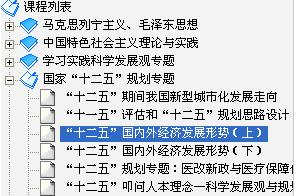 课程列表
马克思列宁主义、毛泽东思想
中国特色社会主义理论与实践
学习实践科学发展观专题
国家“十二五”规划专题
“十二五”期间我国新型城市化发展走向
“十一五”评估和“十二五”规划思路设计
“十二五”国内外经济发展形势(上)
“十二五”国内外经济发展形势(下)
“十二五”规划专题：医改新政与医疗保障
“十二五”叩问人本理念—科学发展观与规